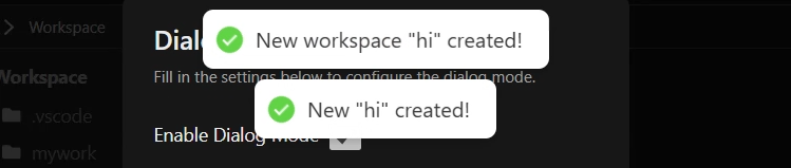 New workspace "hi" created!
Workspace
Workspace
Fill in the settings below to configure the dialog mode.
New "hi" created!
.vscode
Enable Dialog Mode
mywork